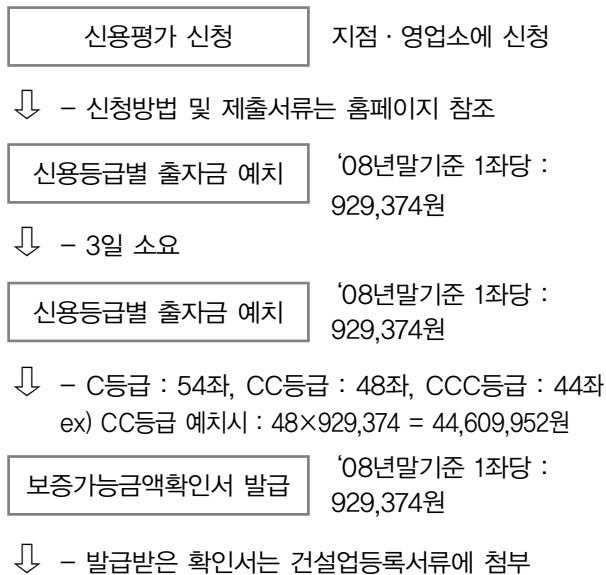 신용평가 신청 지점 · 영업소에 신청
⇩ - 신청방법 및 제출서류는 홈페이지 참조
신용등급별 출자금 예치 ‘08년말기준 1좌당 :
929,374원
⇩ - 3일 소요
신용등급별 출자금 예치 ‘08년말기준 1좌당 :
929,374원
⇩ - C등급 : 54좌, CC등급 : 48좌, CCC등급 : 44좌
ex) CC등급 예치시 : 48×929,374 = 44,609,952원
보증가능금액확인서 발급 ‘08년말기준 1좌당 :
929,374원
⇩ - 발급받은 확인서는 건설업등록서류에 첨부